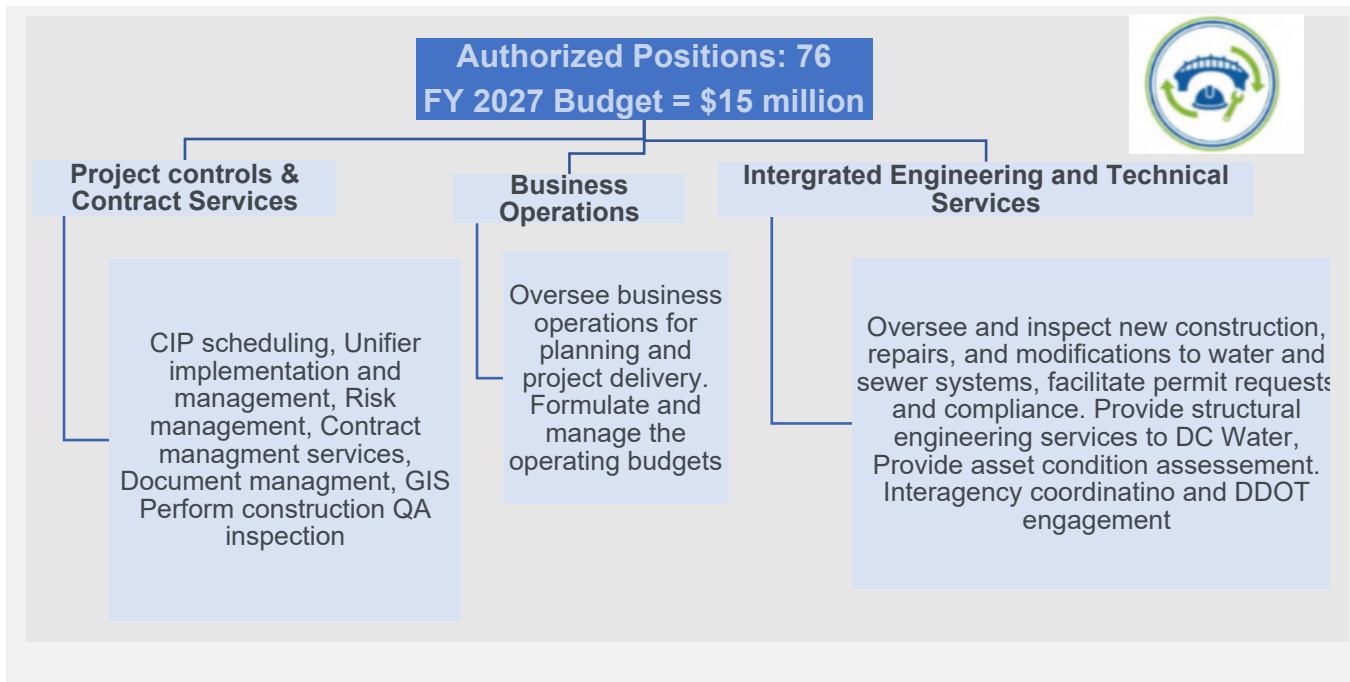 Authorized Positions: 76
FY 2027 Budget = $15 million
Project controls &
Contract Services
Business
Operations
Intergrated Engineering and Technical
Services
CIP scheduling, Unifier
implementation and
management, Risk
management, Contract
managment services,
Document managment, GIS
Perform construction QA
inspection
Oversee business
operations for
planning and
project delivery.
Formulate and
manage the
operating budgets
Oversee and inspect new construction,
repairs, and modifications to water and
sewer systems, facilitate permit requests
and compliance. Provide structural
engineering services to DC Water,
Provide asset condition assessement.
Interagency coordinatino and DDOT
engagement